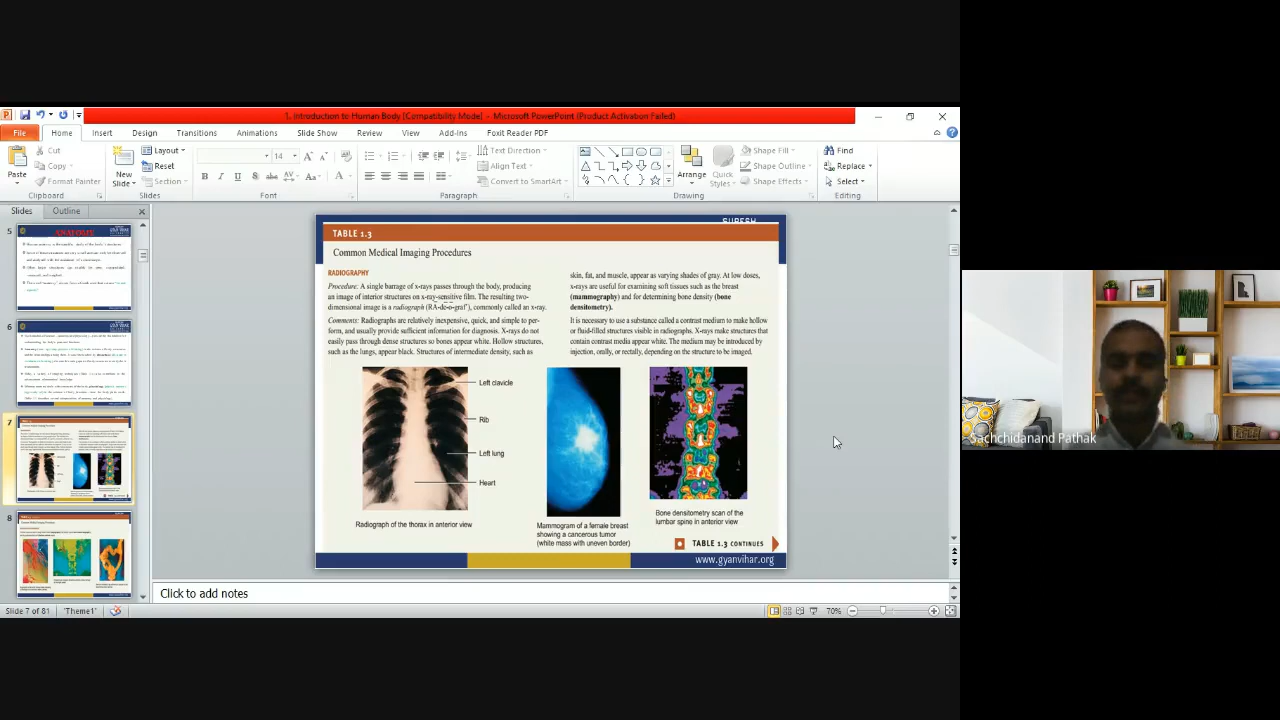 1. Introduction to Human Body [Compatibility Mode] - Microsoft PowerPoint (Product Activation Failed)
File Home Insert Design Transitions Animations Slide Show Review View Add-Ins Foxit Reader PDF
Paste
Cut
Copy
Format Painter
Clipboard
New Slide
Layout
Reset
Section
Slides
14
B I U S abc AV Aa A
Font
Text Direction
Align Text
Convert to SmartArt
Paragraph
Arrange
Quick Styles
Shape Fill
Shape Outline
Shape Effects
Drawing
Find
Replace
Select
Editing
Slides Outline
5
ANATOMY
6
7
8
SURESH
TABLE 1.3
Common Medical Imaging Procedures
RADIOGRAPHY
Procedure: A single barrage of x-rays passes through the body, producing
an image of interior structures on x-ray-sensitive film. The resulting two-
dimensional image is a radiograph (RĀ-dē-ō-graf'), commonly called an x-ray.
Comments: Radiographs are relatively inexpensive, quick, and simple to per-
form, and usually provide sufficient information for diagnosis. X-rays do not
easily pass through dense structures so bones appear white. Hollow structures,
such as the lungs, appear black. Structures of intermediate density, such as
skin, fat, and muscle, appear as varying shades of gray. At low doses,
x-rays are useful for examining soft tissues such as the breast
(mammography) and for determining bone density (bone
densitometry).
It is necessary to use a substance called a contrast medium to make hollow
or fluid-filled structures visible in radiographs. X-rays make structures that
contain contrast media appear white. The medium may be introduced by
injection, orally, or rectally, depending on the structure to be imaged.
Left clavicle
Rib
Left lung
Heart
Radiograph of the thorax in anterior view
Mammogram of a female breast
showing a cancerous tumor
(white mass with uneven border)
Bone densitometry scan of the
lumbar spine in anterior view
TABLE 1.3 CONTINUES
www.gyanvihar.org
Click to add notes
Slide 7 of 81 'Theme1' 70%
Sachchidanand Pathak